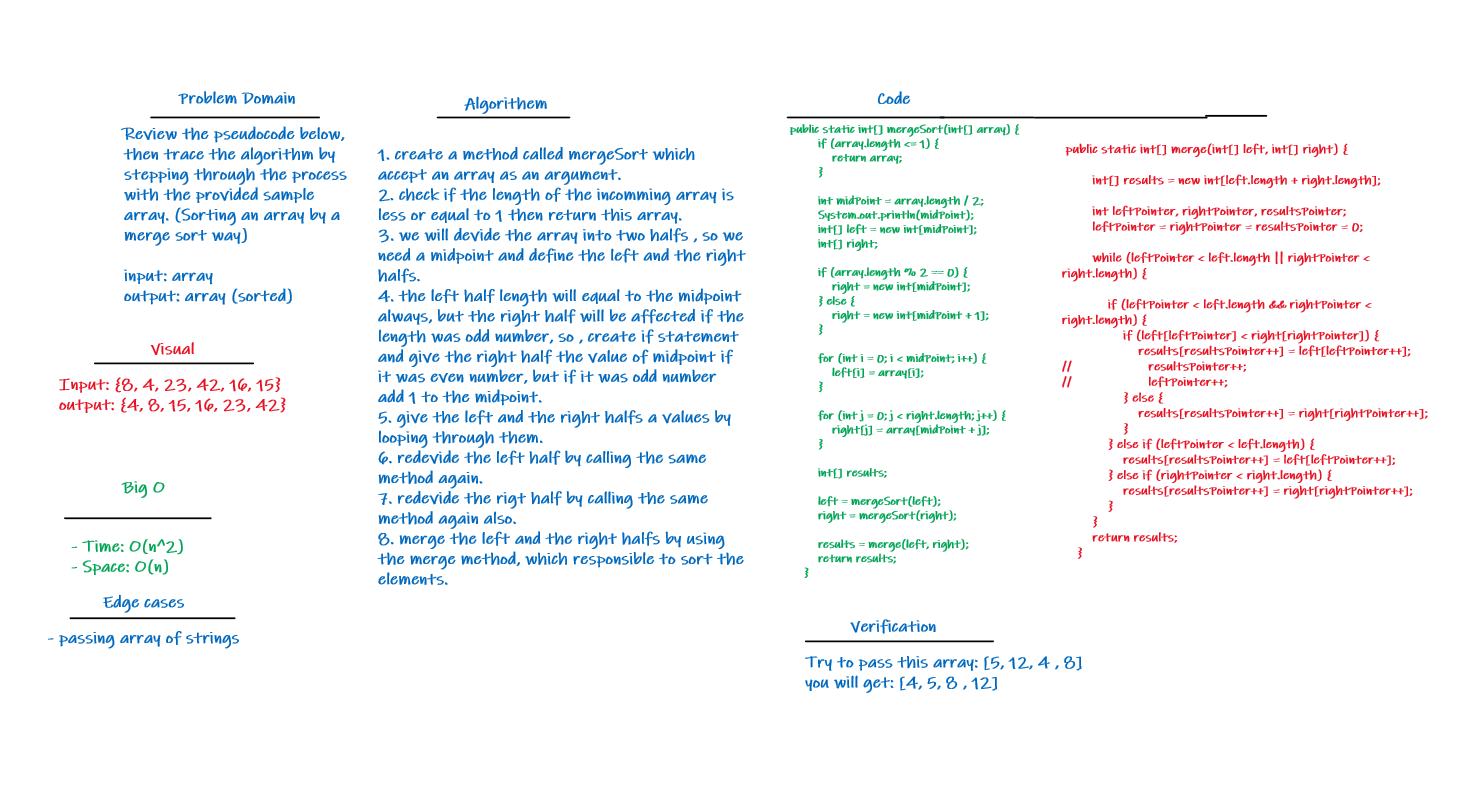 Problem Domain
Review the pseudocode below,
then trace the algorithm by
stepping through the process
with the provided sample
array. (Sorting an array by a
merge sort way)
input: array
output: array (sorted)
Visual
Input: {8, 4, 23, 42, 16, 15}
output: {4, 8, 15, 16, 23, 42}
Big O
- Time: O(n^2)
- Space: O(n)
Edge cases
- passing array of strings
Algorithem
1. create a method called mergeSort which
accept an array as an argument.
2. check if the length of the incomming array is
less or equal to 1 then return this array.
3. we will devide the array into two halfs , so we
need a midpoint and define the left and the right
halfs.
4. the left half length will equal to the midpoint
always, but the right half will be affected if the
length was odd number, so , create if statement
and give the right half the value of midpoint if
it was even number, but if it was odd number
add 1 to the midpoint.
5. give the left and the right halfs a values by
looping through them.
6. redevide the left half by calling the same
method again.
7. redevide the rigt half by calling the same
method again also.
8. merge the left and the right halfs by using
the merge method, which responsible to sort the
elements.
Code
public static int[] mergeSort(int[] array) {
if (array.length <= 1) {
return array;
}
int midPoint = array.length / 2;
System.out.println(midPoint);
int[] left = new int[midPoint];
int[] right;
if (array.length % 2 == 0) {
right = new int[midPoint];
} else {
right = new int[midPoint + 1];
}
for (int i = 0; i < midPoint; i++) {
left[i] = array[i];
}
for (int j = 0; j < right.length; j++) {
right[j] = array[midPoint + j];
}
int[] results;
left = mergeSort(left);
right = mergeSort(right);
results = merge(left, right);
return results;
}
public static int[] merge(int[] left, int[] right) {
int[] results = new int[left.length + right.length];
int leftPointer, rightPointer, resultsPointer;
leftPointer = rightPointer = resultsPointer = 0;
while (leftPointer < left.length || rightPointer <
right.length) {
if (leftPointer < left.length && rightPointer <
right.length) {
if (left[leftPointer] < right[rightPointer]) {
results[resultsPointer++] = left[leftPointer++];
// resultsPointer++;
// leftPointer++;
} else {
results[resultsPointer++] = right[rightPointer++];
}
} else if (leftPointer < left.length) {
results[resultsPointer++] = left[leftPointer++];
} else if (rightPointer < right.length) {
results[resultsPointer++] = right[rightPointer++];
}
}
return results;
}
Verification
Try to pass this array: [5, 12, 4 , 8]
you will get: [4, 5, 8 , 12]